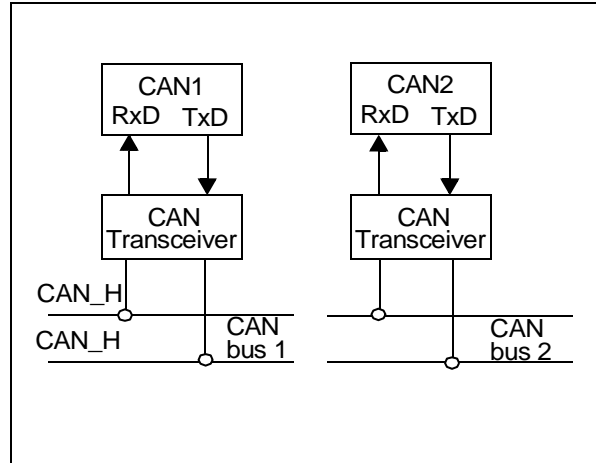 CAN1
RxD TxD
CAN
Transceiver
CAN_H
CAN_H
CAN
bus 1
CAN2
RxD TxD
CAN
Transceiver
CAN
bus 2